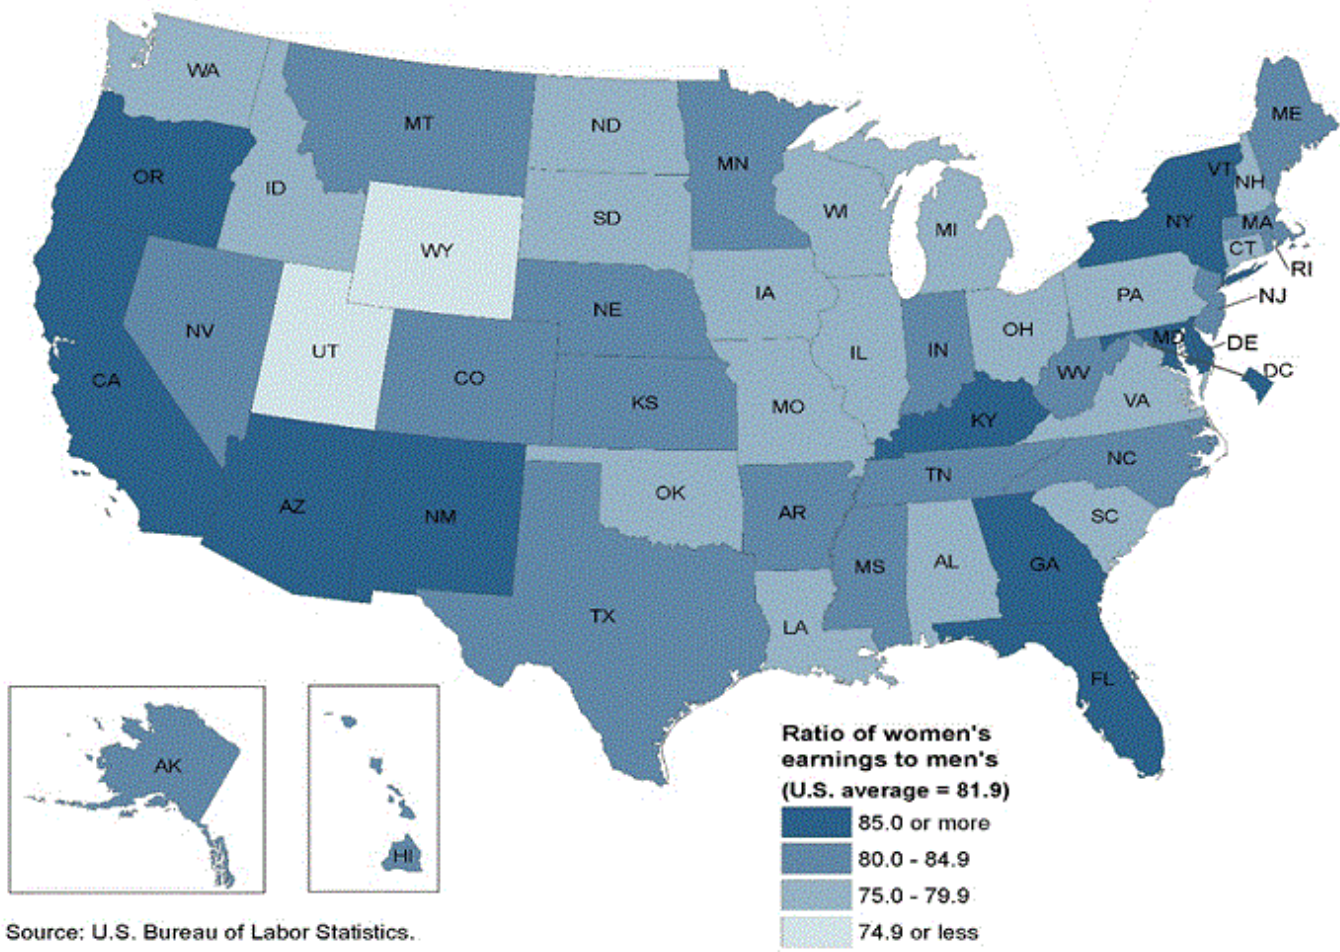 WA
MT
ND
MN
ME
OR
ID
SD
WI
MI
VT
NH
NY
MA
CT
RI
WY
NE
IA
PA
NJ
NV
UT
CO
IL
IN
OH
MD
DE
DC
CA
KS
MO
WV
VA
KY
AZ
NM
OK
AR
TN
NC
SC
TX
MS
AL
GA
LA
FL
AK
HI
Ratio of women's
earnings to men's
(U.S. average = 81.9)
85.0 or more
80.0 - 84.9
75.0 - 79.9
74.9 or less
Source: U.S. Bureau of Labor Statistics.